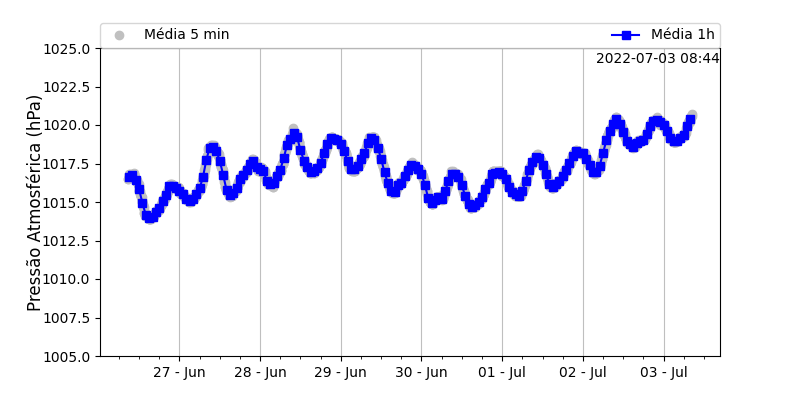 Média 5 min
Média 1h
2022-07-03 08:44
Pressão Atmosférica (hPa)
1025.0
1022.5
1020.0
1017.5
1015.0
1012.5
1010.0
1007.5
1005.0
27 - Jun
28 - Jun
29 - Jun
30 - Jun
01 - Jul
02 - Jul
03 - Jul